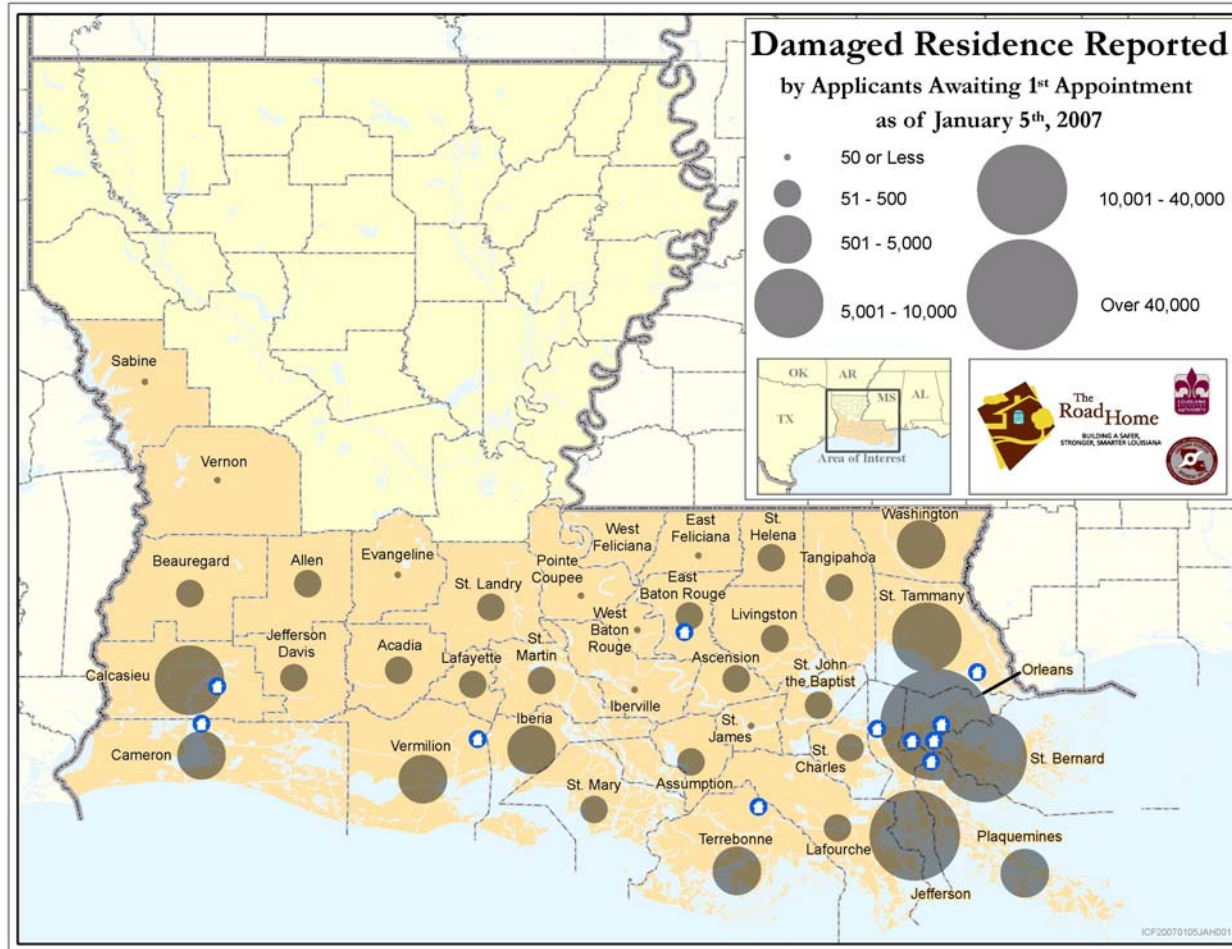 Damaged Residence Reported
by Applicants Awaiting 1st Appointment
as of January 5th, 2007
50 or Less
51 - 500
501 - 5,000
5,001 - 10,000
10,001 - 40,000
Over 40,000
OK
AR
MS
AL
TX
Area of Interest
The
Road Home
BUILDING A SAFER,
STRONGER, SMARTER LOUISIANA
LOUISIANA
AUTHORITY
Sabine
Vernon
Beauregard
Allen
Evangeline
St. Landry
Pointe
Coupee
West
Feliciana
East
Feliciana
St.
Helena
Tangipahoa
Washington
East
Baton Rouge
West
Baton
Rouge
Livingston
St. Tammany
Calcasieu
Jefferson
Davis
Acadia
Lafayette
St.
Martin
Ascension
St. John
the Baptist
Orleans
Iberville
Cameron
Vermilion
Iberia
St.
James
St.
Charles
St. Bernard
St. Mary
Assumption
Terrebonne
Lafourche
Plaquemines
Jefferson
ICF20070105JAH001